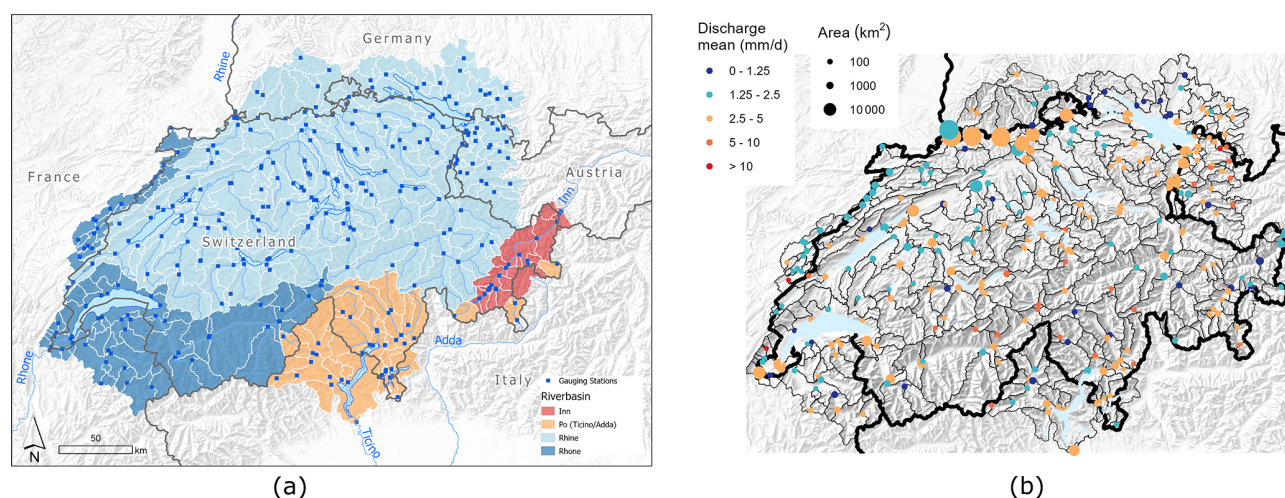 Germany
Rhine
France
Austria
Inn
Switzerland
Adda
Rhone
Italy
Ticino
N
50
km
Gauging Stations
Riverbasin
Inn
Po (Ticino/Adda)
Rhine
Rhone
(a)
Discharge
mean (mm/d)
0 - 1.25
1.25 - 2.5
2.5 - 5
5 - 10
> 10
Area (km²)
100
1000
10 000
(b)